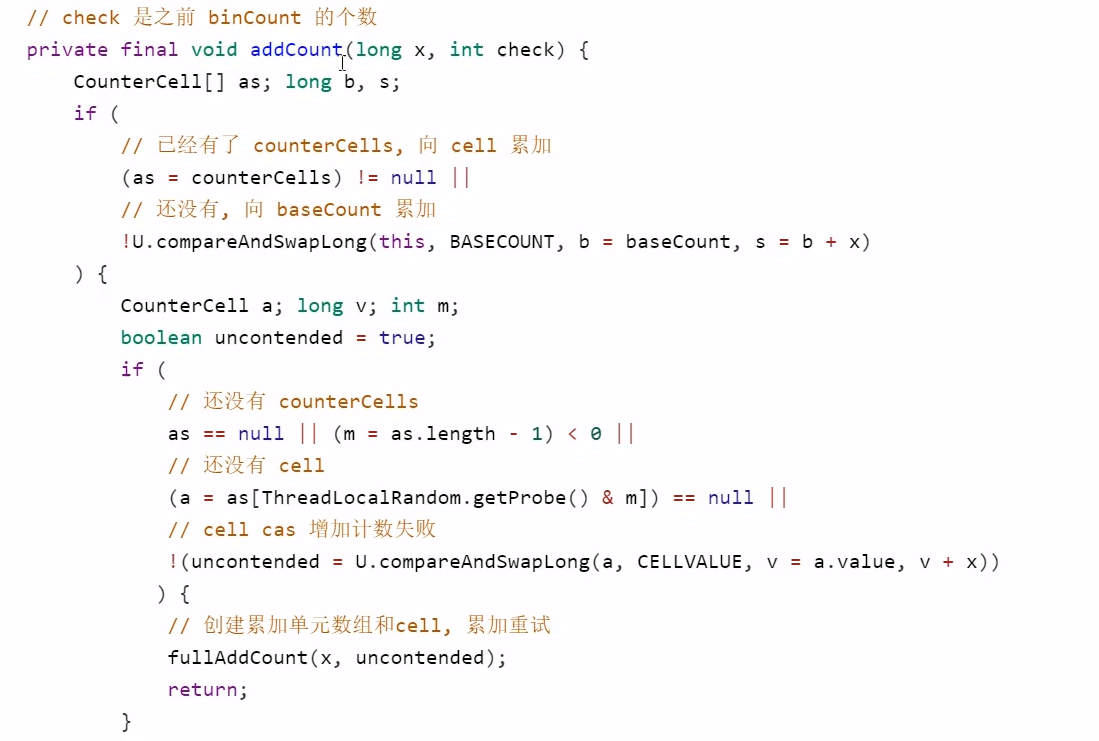 // check 是之前 binCount 的个数
private final void addCount(long x, int check) {
    CounterCell[] as; long b, s;
    if (
        // 已经有了 counterCells, 向 cell 累加
        (as = counterCells) != null ||
        // 还没有, 向 baseCount 累加
        !U.compareAndSwapLong(this, BASECOUNT, b = baseCount, s = b + x)
    ) {
        CounterCell a; long v; int m;
        boolean uncontended = true;
        if (
            // 还没有 counterCells
            as == null || (m = as.length - 1) < 0 ||
            // 还没有 cell
            (a = as[ThreadLocalRandom.getProbe() & m]) == null ||
            // cell cas 增加计数失败
            !(uncontended = U.compareAndSwapLong(a, CELLVALUE, v = a.value, v + x))
           ) {
            // 创建累加单元数组和cell, 累加重试
            fullAddCount(x, uncontended);
            return;
        }